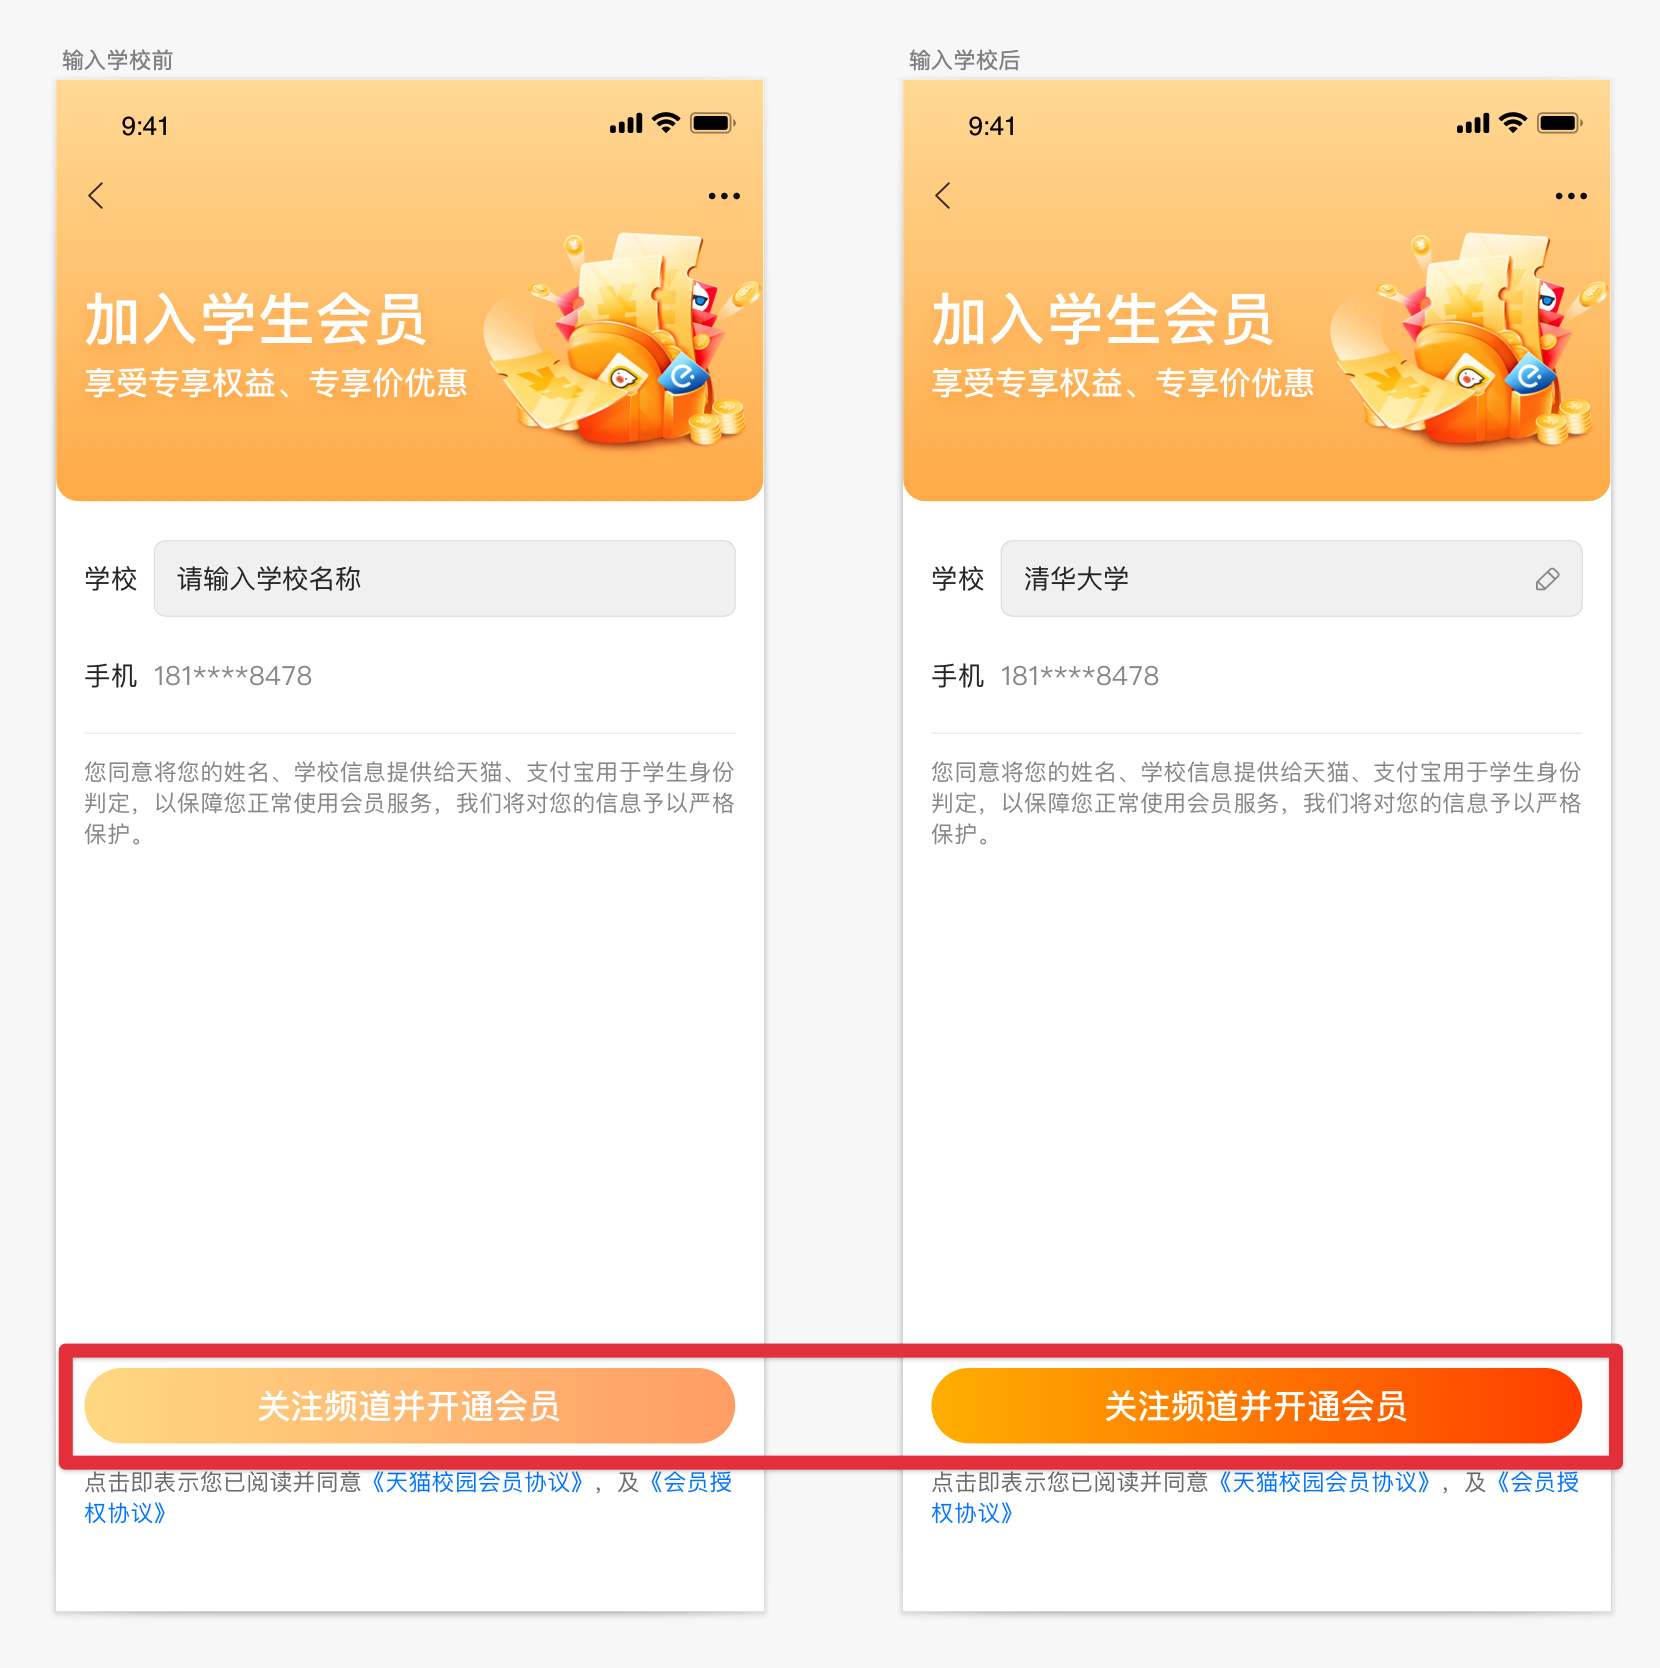 输入学校前
9:41
加入学生会员
享受专享权益、专享价优惠
学校 请输入学校名称
手机 181****8478
您同意将您的姓名、学校信息提供给天猫、支付宝用于学生身份
判定，以保障您正常使用会员服务，我们将对您的信息予以严格
保护。
关注频道并开通会员
点击即表示您已阅读并同意《天猫校园会员协议》，及《会员授
权协议》
输入学校后
9:41
加入学生会员
享受专享权益、专享价优惠
学校 清华大学
手机 181****8478
您同意将您的姓名、学校信息提供给天猫、支付宝用于学生身份
判定，以保障您正常使用会员服务，我们将对您的信息予以严格
保护。
关注频道并开通会员
点击即表示您已阅读并同意《天猫校园会员协议》，及《会员授
权协议》